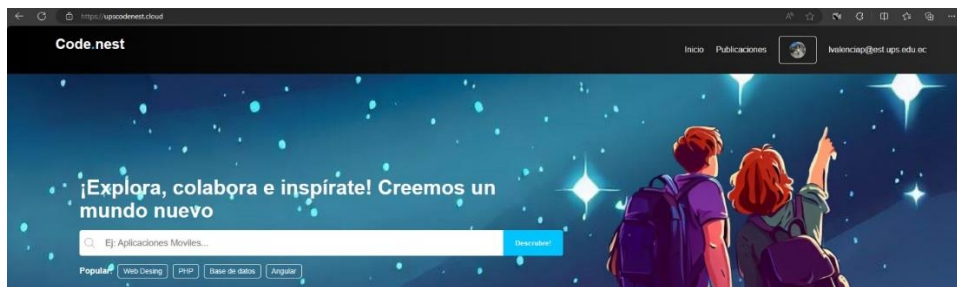 https://upscodenest.cloud
Code.nest
Inicio Publicaciones lvalenciap@est.ups.edu.ec
¡Explora, colabora e inspírate! Creemos un
mundo nuevo
Ej: Aplicaciones Moviles...
Descrubre!
Popular: Web Desing PHP Base de datos Angular